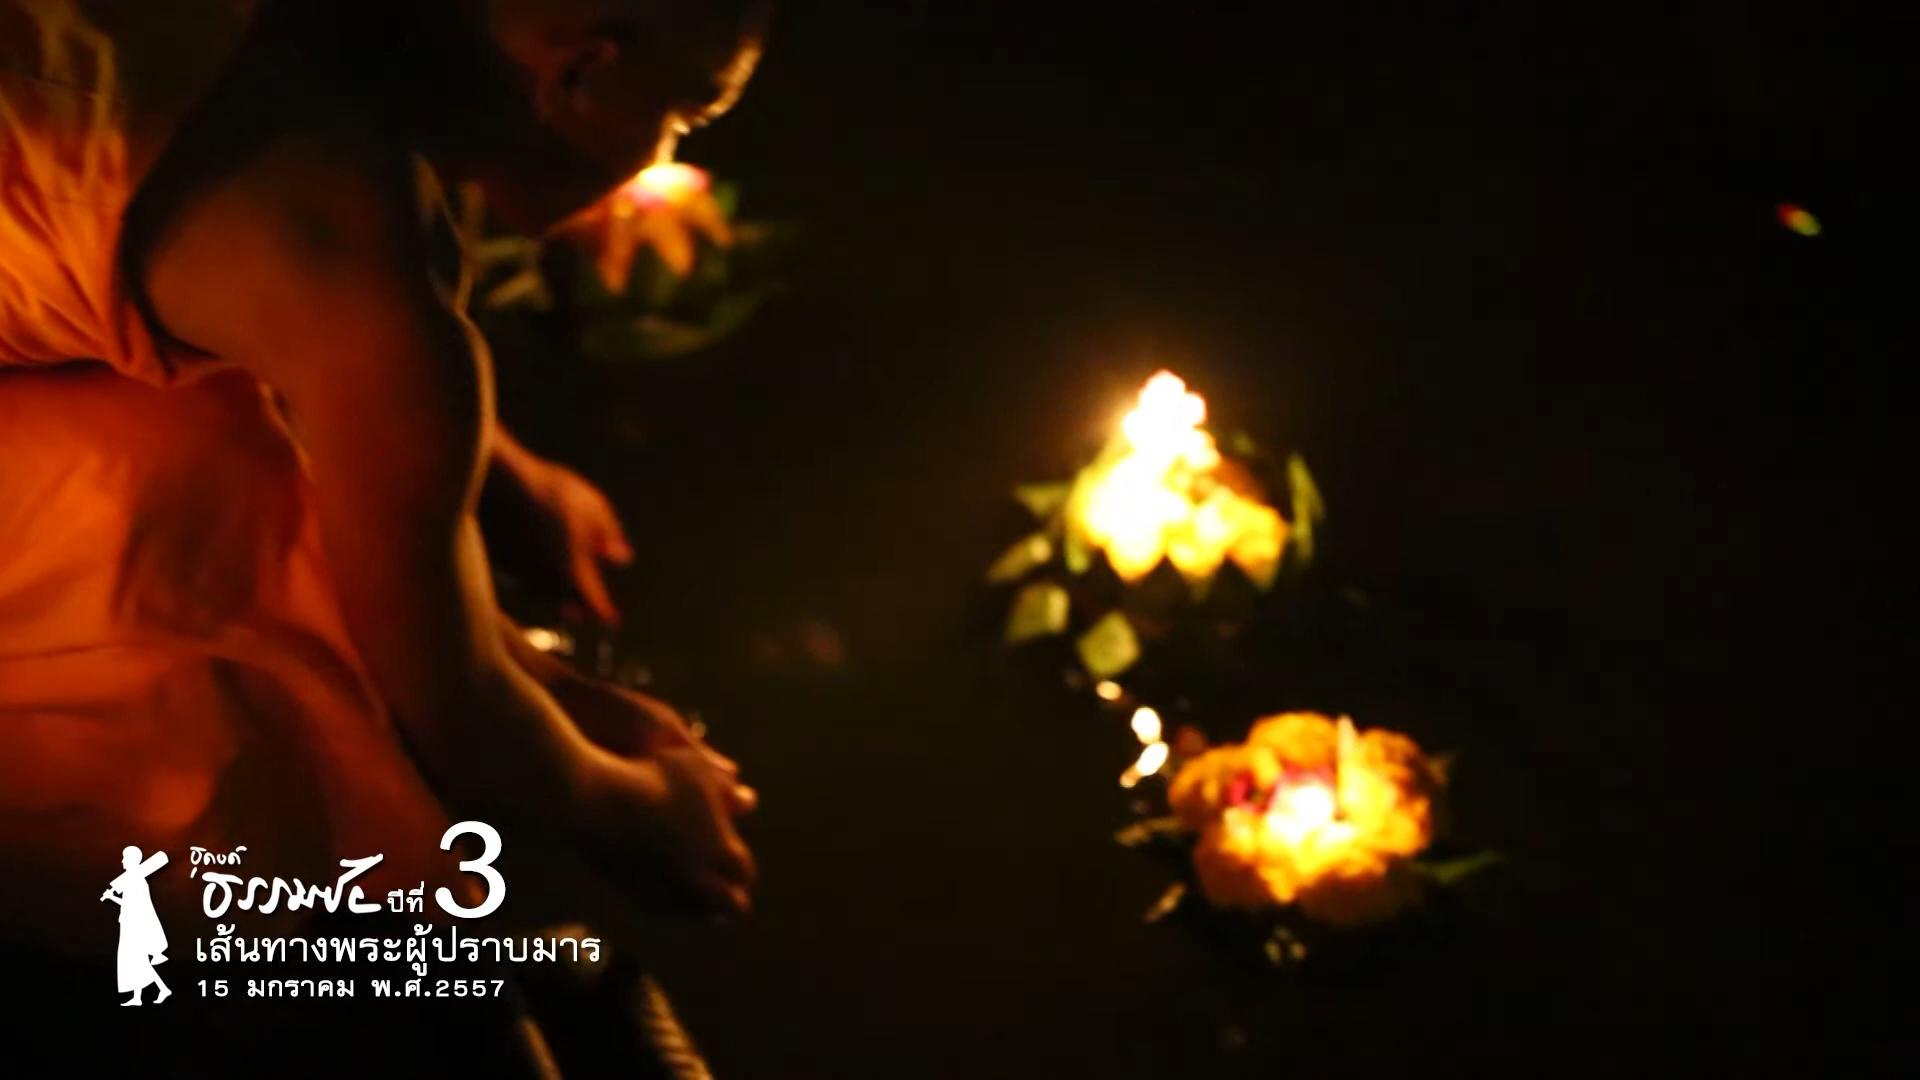 ธุดงค์
ธรรมชัย ปีที่ 3
เส้นทางพระผู้ปราบมาร
15 มกราคม พ.ศ.2557